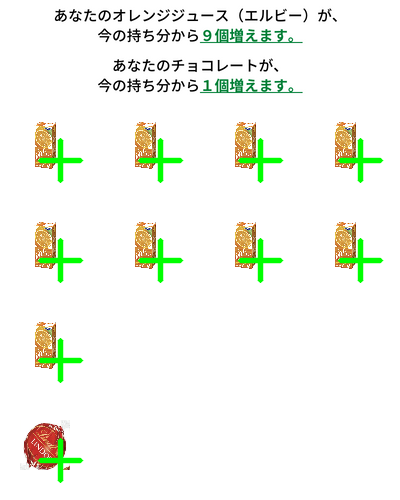 あなたのオレンジジュース（エルビー）が、
今の持ち分から９個増えます。
あなたのチョコレートが、
今の持ち分から１個増えます。